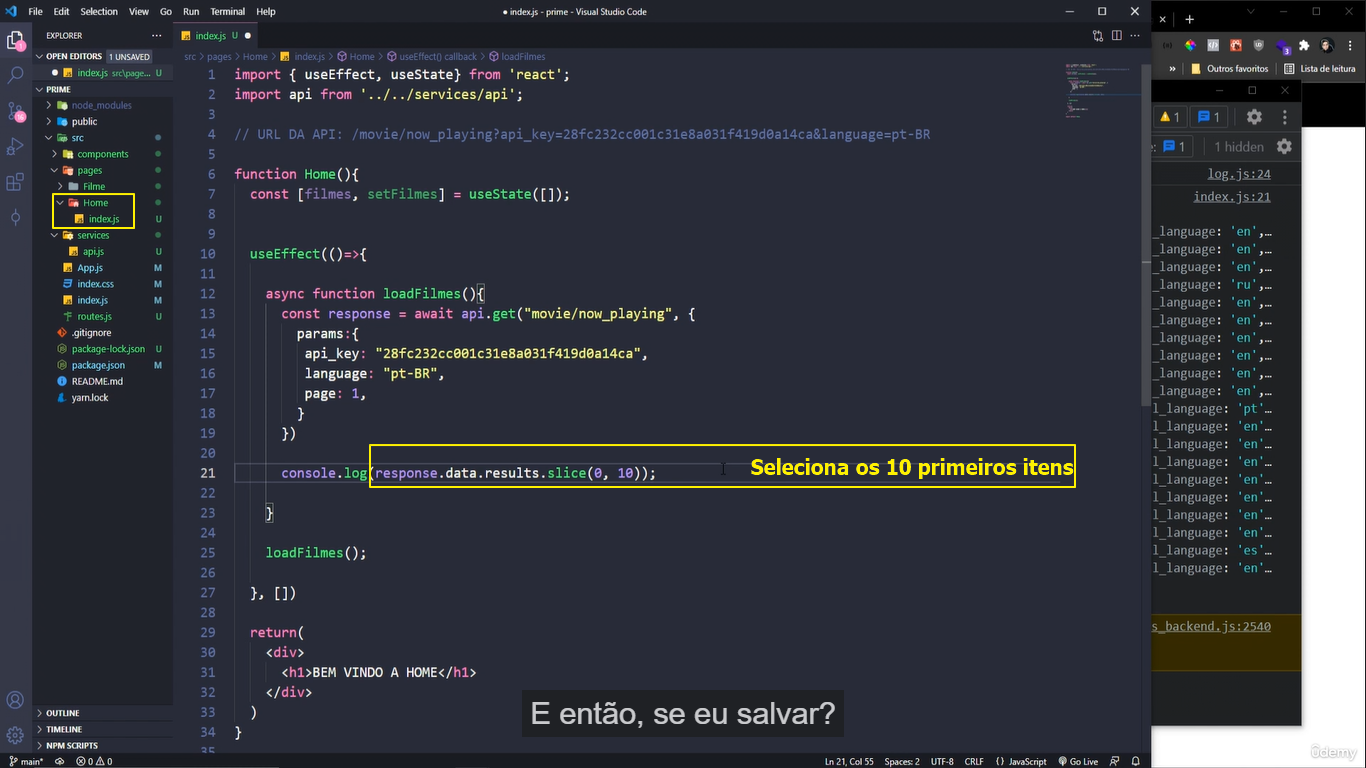 File Edit Selection View Go Run Terminal Help
● index.js - prime - Visual Studio Code
EXPLORER
OPEN EDITORS 1 UNSAVED
index.js src\page... U
PRIME
node_modules
public
src
components
pages
Filme
Home
index.js U
services
api.js U
App.js M
index.css M
index.js M
routes.js U
.gitignore
package-lock.json U
package.json M
README.md
yarn.lock
OUTLINE
TIMELINE
NPM SCRIPTS
index.js U
src > pages > Home > index.js > Home > useEffect() callback > loadFilmes
1 import { useEffect, useState} from 'react';
2 import api from '../../services/api';
3
4 // URL DA API: /movie/now_playing?api_key=28fc232cc001c31e8a031f419d0a14ca&language=pt-BR
5
6 function Home(){
7 const [filmes, setFilmes] = useState([]);
8
9
10 useEffect(()=>{
11
12 async function loadFilmes(){
13 const response = await api.get("movie/now_playing", {
14 params:{
15 api_key: "28fc232cc001c31e8a031f419d0a14ca",
16 language: "pt-BR",
17 page: 1,
18 }
19 })
20
21 console.log(response.data.results.slice(0, 10));
Seleciona os 10 primeiros itens
22
23 }
24
25 loadFilmes();
26
27 }, [])
28
29 return(
30 <div>
31 <h1>BEM VINDO A HOME</h1>
32 </div>
33 )
34 }
35
E então, se eu salvar?
Outros favoritos
Lista de leitura
1 1
: 1 1 hidden
log.js:24
index.js:21
_language: 'en',…
_language: 'en'…
_language: 'en'…
_language: 'ru'…
_language: 'en'…
_language: 'en'…
_language: 'en'…
_language: 'en'…
_language: 'en'…
_language: 'en',…
l_language: 'pt'…
l_language: 'en'…
l_language: 'en'…
l_language: 'en'…
l_language: 'en'…
l_language: 'en'…
l_language: 'en'…
l_language: 'en'…
l_language: 'es'…
l_language: 'en'…
s_backend.js:2540
ûdemy
main* 0 0
Ln 21, Col 55 Spaces: 2 UTF-8 CRLF {} JavaScript Go Live